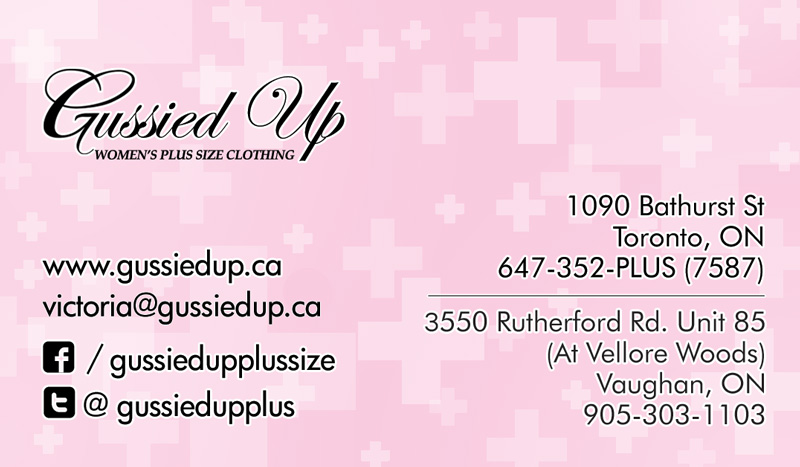 Gussied Up
WOMEN'S PLUS SIZE CLOTHING
www.gussiedup.ca
victoria@gussiedup.ca
f / gussiedupplussize
t @ gussiedupplus
1090 Bathurst St
Toronto, ON
647-352-PLUS (7587)
3550 Rutherford Rd. Unit 85
(At Vellore Woods)
Vaughan, ON
905-303-1103